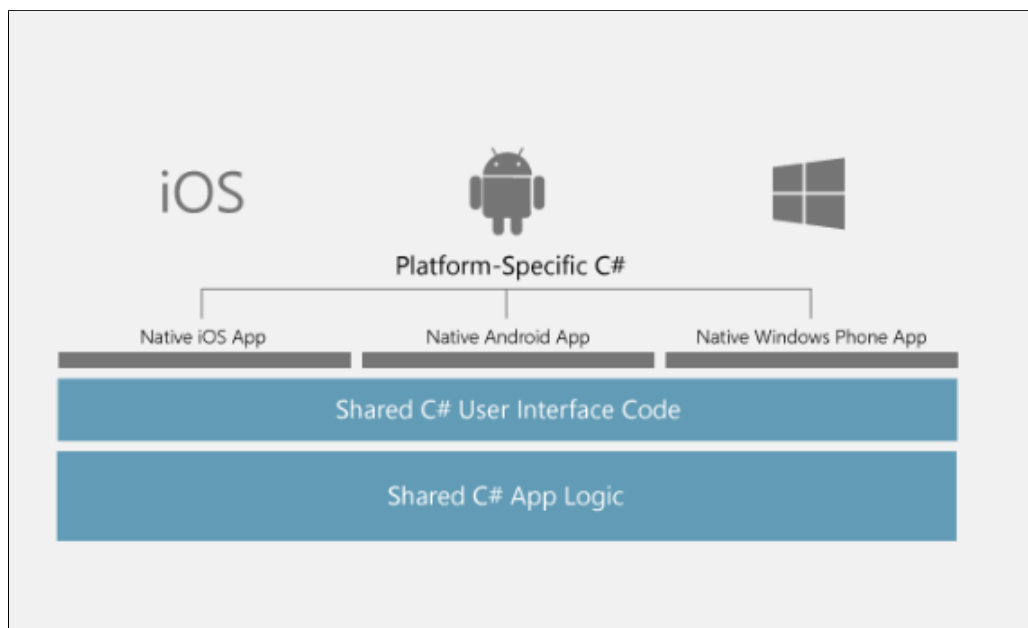 iOS
Platform-Specific C#
Native iOS App
Native Android App
Native Windows Phone App
Shared C# User Interface Code
Shared C# App Logic